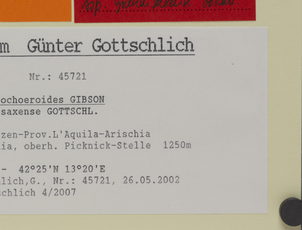 m Günter Gottschlich
Nr.: 45721
ochoeroides GIBSON
saxense GOTTSCHL.
zen-Prov.L'Aquila-Arischia
ia, oberh. Picknick-Stelle 1250m
- 42°25'N 13°20'E
lich,G., Nr.: 45721, 26.05.2002
schlich 4/2007